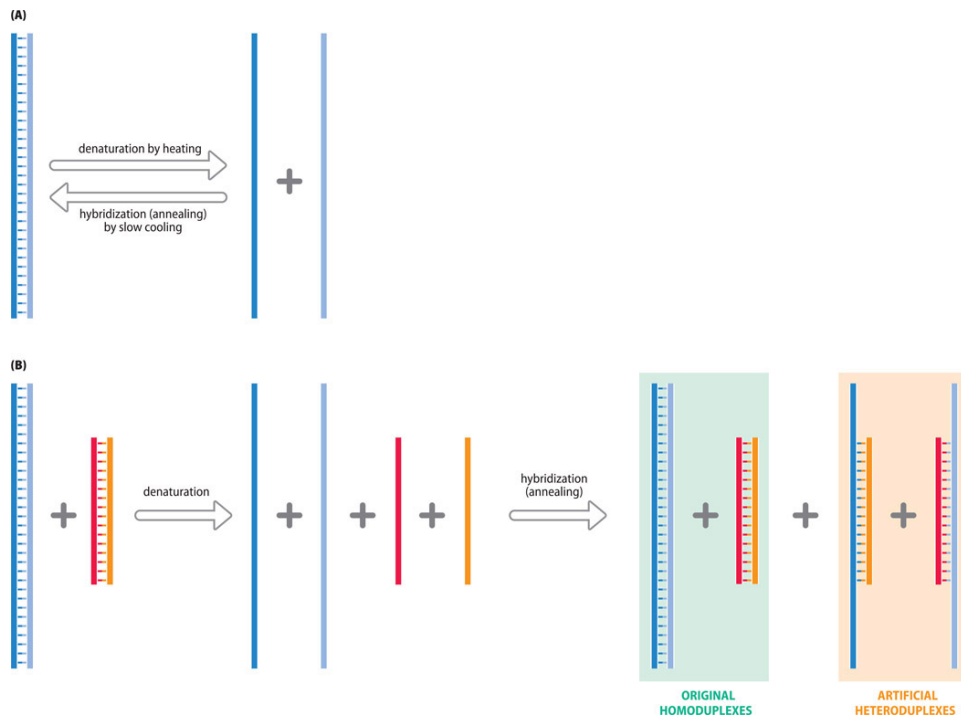 (A)
denaturation by heating
hybridization (annealing)
by slow cooling
(B)
denaturation
hybridization
(annealing)
ORIGINAL
HOMODUPLEXES
ARTIFICIAL
HETERODUPLEXES